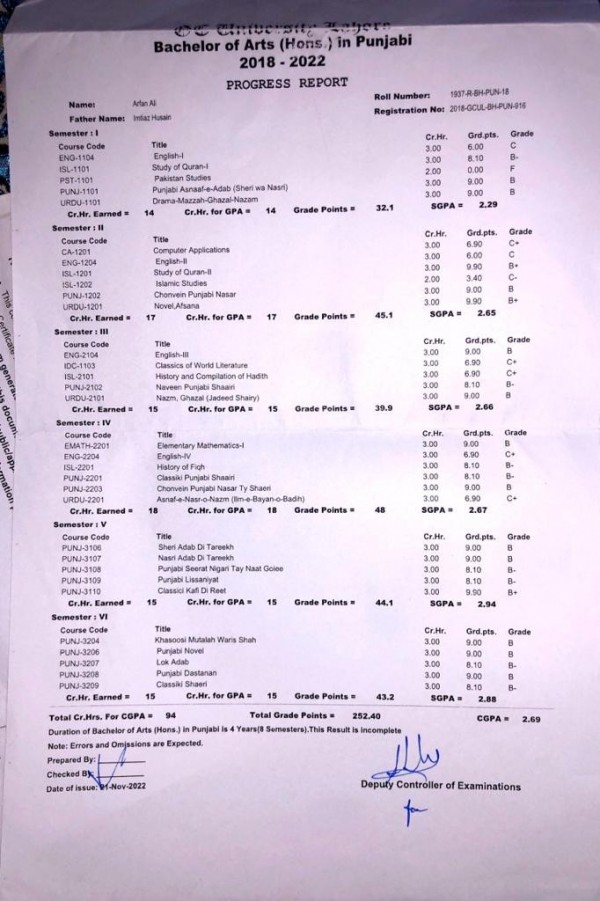 GC University Lahore
Bachelor of Arts (Hons.) in Punjabi
2018 - 2022
PROGRESS REPORT
Roll Number: 1937-R-BH-PUN-18
Name: Arfan Ali Registration No: 2018-GCUL-BH-PUN-916
Father Name: Imtiaz Husain
Semester : I
Course Code Title Cr.Hr. Grd.pts. Grade
ENG-1104 English-I 3.00 6.00 C
ISL-1101 Study of Quran-I 3.00 8.10 B-
PST-1101 Pakistan Studies 2.00 0.00 F
PUNJ-1101 Punjabi Asnaaf-e-Adab (Sheri wa Nasri) 3.00 9.00 B
URDU-1101 Drama-Mazzah-Ghazal-Nazam 3.00 9.00 B
Cr.Hr. Earned = 14 Cr.Hr. for GPA = 14 Grade Points = 32.1 SGPA = 2.29
Semester : II
Course Code Title Cr.Hr. Grd.pts. Grade
CA-1201 Computer Applications 3.00 6.90 C+
ENG-1204 English-II 3.00 6.00 C
ISL-1201 Study of Quran-II 3.00 9.90 B+
ISL-1202 Islamic Studies 2.00 3.40 C-
PUNJ-1202 Chonvein Punjabi Nasar 3.00 9.00 B
URDU-1201 Novel,Afsana 3.00 9.90 B+
Cr.Hr. Earned = 17 Cr.Hr. for GPA = 17 Grade Points = 45.1 SGPA = 2.65
Semester : III
Course Code Title Cr.Hr. Grd.pts. Grade
ENG-2104 English-III 3.00 9.00 B
IDC-1103 Classics of World Literature 3.00 6.90 C+
ISL-2101 History and Compilation of Hadith 3.00 6.90 C+
PUNJ-2102 Naveen Punjabi Shaairi 3.00 8.10 B-
URDU-2101 Nazm, Ghazal (Jadeed Shairy) 3.00 9.00 B
Cr.Hr. Earned = 15 Cr.Hr. for GPA = 15 Grade Points = 39.9 SGPA = 2.66
Semester : IV
Course Code Title Cr.Hr. Grd.pts. Grade
EMATH-2201 Elementary Mathematics-I 3.00 9.00 B
ENG-2204 English-IV 3.00 6.90 C+
ISL-2201 History of Fiqh 3.00 8.10 B-
PUNJ-2201 Classiki Punjabi Shaairi 3.00 8.10 B-
PUNJ-2203 Chonvein Punjabi Nasar Ty Shaeri 3.00 9.00 B
URDU-2201 Asnaf-e-Nasr-o-Nazm (Ilm-e-Bayan-o-Badih) 3.00 6.90 C+
Cr.Hr. Earned = 18 Cr.Hr. for GPA = 18 Grade Points = 48 SGPA = 2.67
Semester : V
Course Code Title Cr.Hr. Grd.pts. Grade
PUNJ-3106 Sheri Adab Di Tareekh 3.00 9.00 B
PUNJ-3107 Nasri Adab Di Tareekh 3.00 9.00 B
PUNJ-3108 Punjabi Seerat Nigari Tay Naat Goiee 3.00 8.10 B-
PUNJ-3109 Punjabi Lissaniyat 3.00 8.10 B-
PUNJ-3110 Classici Kafi Di Reet 3.00 9.90 B+
Cr.Hr. Earned = 15 Cr.Hr. for GPA = 15 Grade Points = 44.1 SGPA = 2.94
Semester : VI
Course Code Title Cr.Hr. Grd.pts. Grade
PUNJ-3204 Khasoosi Mutalah Waris Shah 3.00 9.00 B
PUNJ-3206 Punjabi Novel 3.00 9.00 B
PUNJ-3207 Lok Adab 3.00 8.10 B-
PUNJ-3208 Punjabi Dastanan 3.00 9.00 B
PUNJ-3209 Classiki Shaeri 3.00 8.10 B-
Cr.Hr. Earned = 15 Cr.Hr. for GPA = 15 Grade Points = 43.2 SGPA = 2.88
Total Cr.Hrs. For CGPA = 94 Total Grade Points = 252.40 CGPA = 2.69
Duration of Bachelor of Arts (Hons.) in Punjabi is 4 Years(8 Semesters).This Result is incomplete
Note: Errors and Omissions are Expected.
Prepared By:
Checked By:
Date of issue: 21-Nov-2022 Deputy Controller of Examinations
for